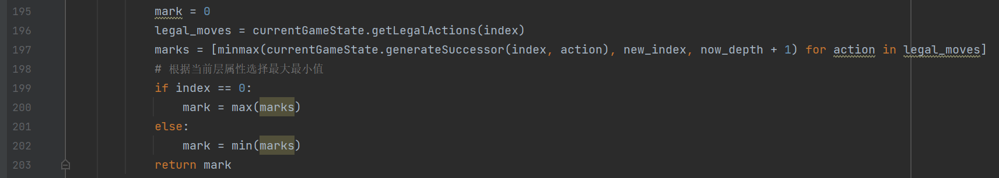 195 mark = 0
196 legal_moves = currentGameState.getLegalActions(index)
197 marks = [minmax(currentGameState.generateSuccessor(index, action), new_index, now_depth + 1) for action in legal_moves]
198 # 根据当前层属性选择最大最小值
199 if index == 0:
200 mark = max(marks)
201 else:
202 mark = min(marks)
203 return mark